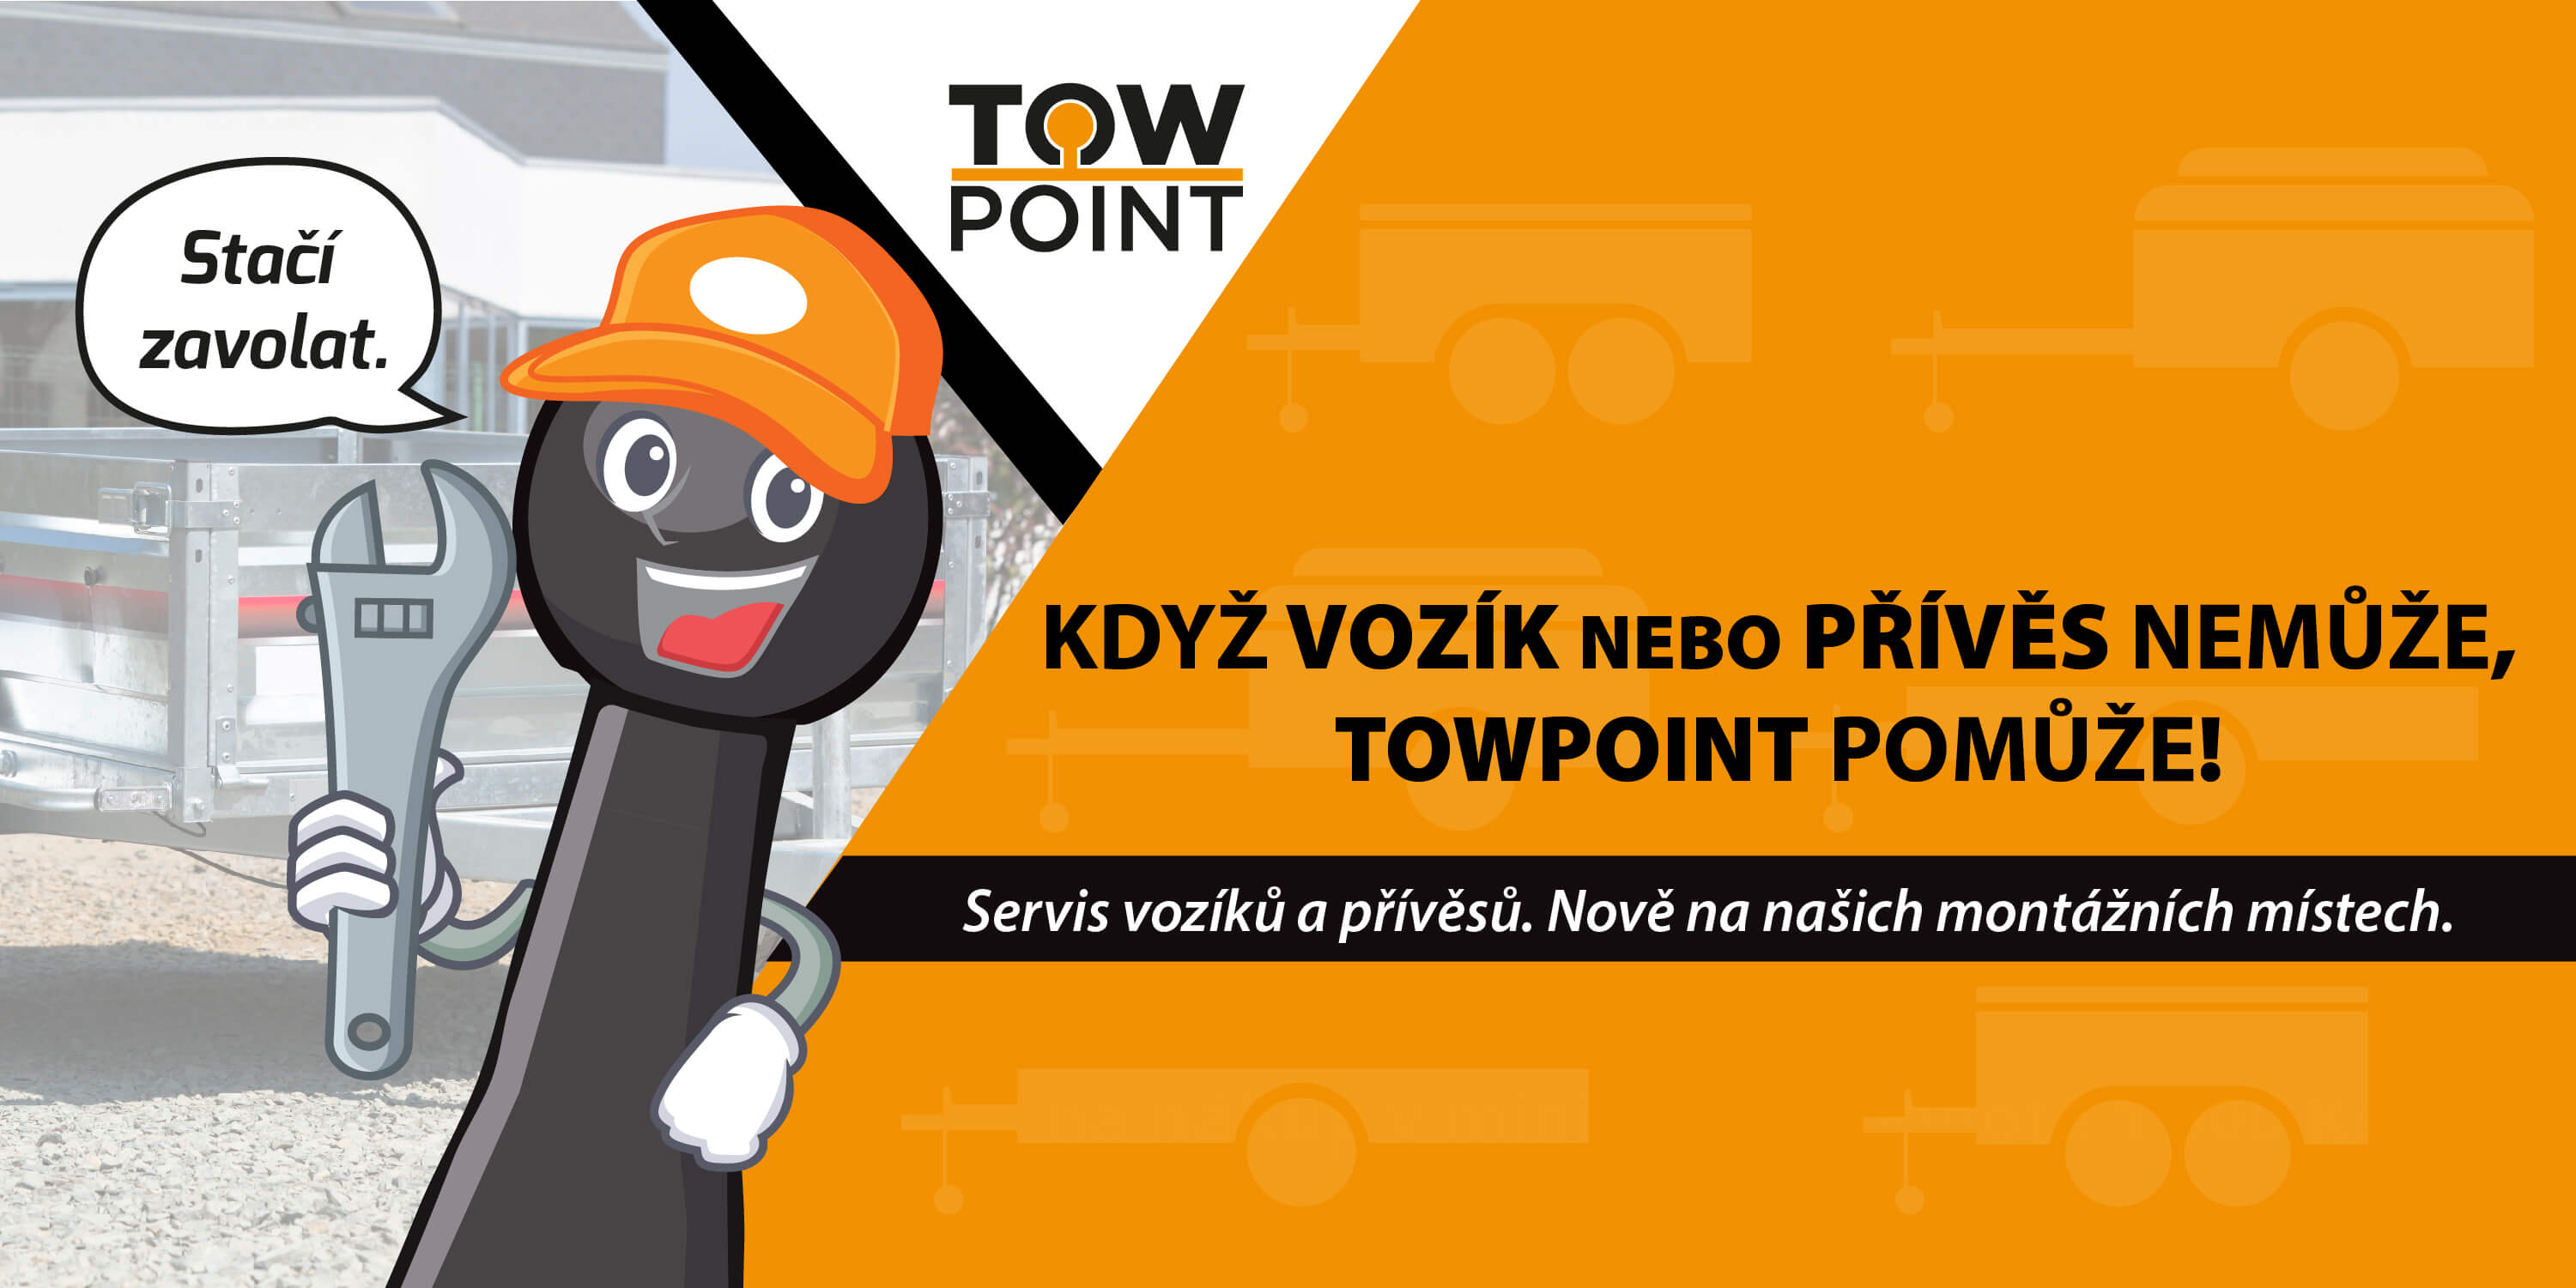 TOW
POINT
Stačí
zavolat.
KDYŽ VOZÍK NEBO PŘÍVĚS NEMŮŽE,
TOWPOINT POMŮŽE!
Servis vozíků a přívěsů. Nově na našich montážních místech.